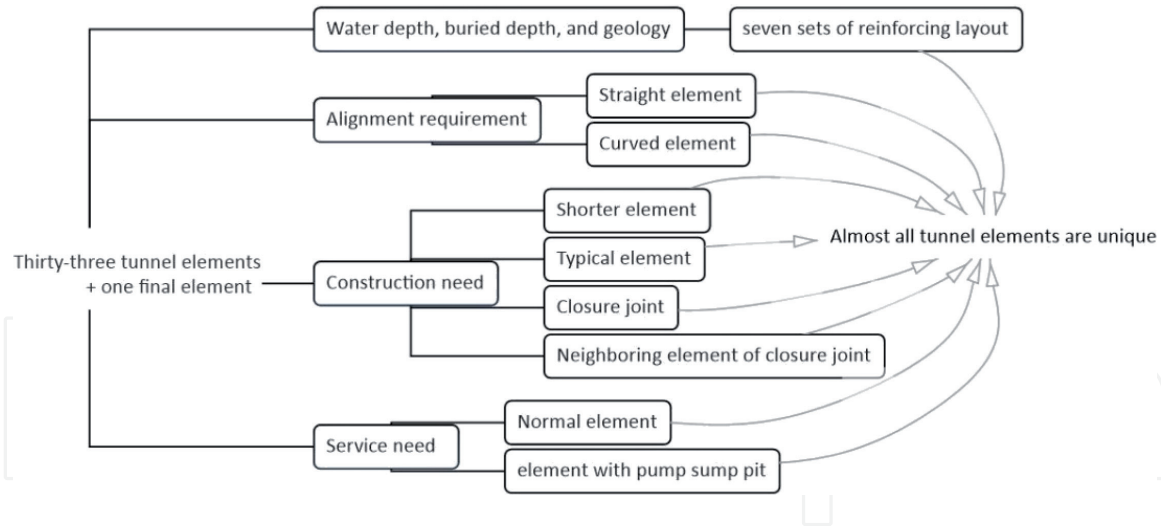 Water depth, buried depth, and geology
seven sets of reinforcing layout
Alignment requirement
Straight element
Curved element
Thirty-three tunnel elements
+ one final element
Construction need
Shorter element
Typical element
Closure joint
Neighboring element of closure joint
Service need
Normal element
element with pump sump pit
Almost all tunnel elements are unique